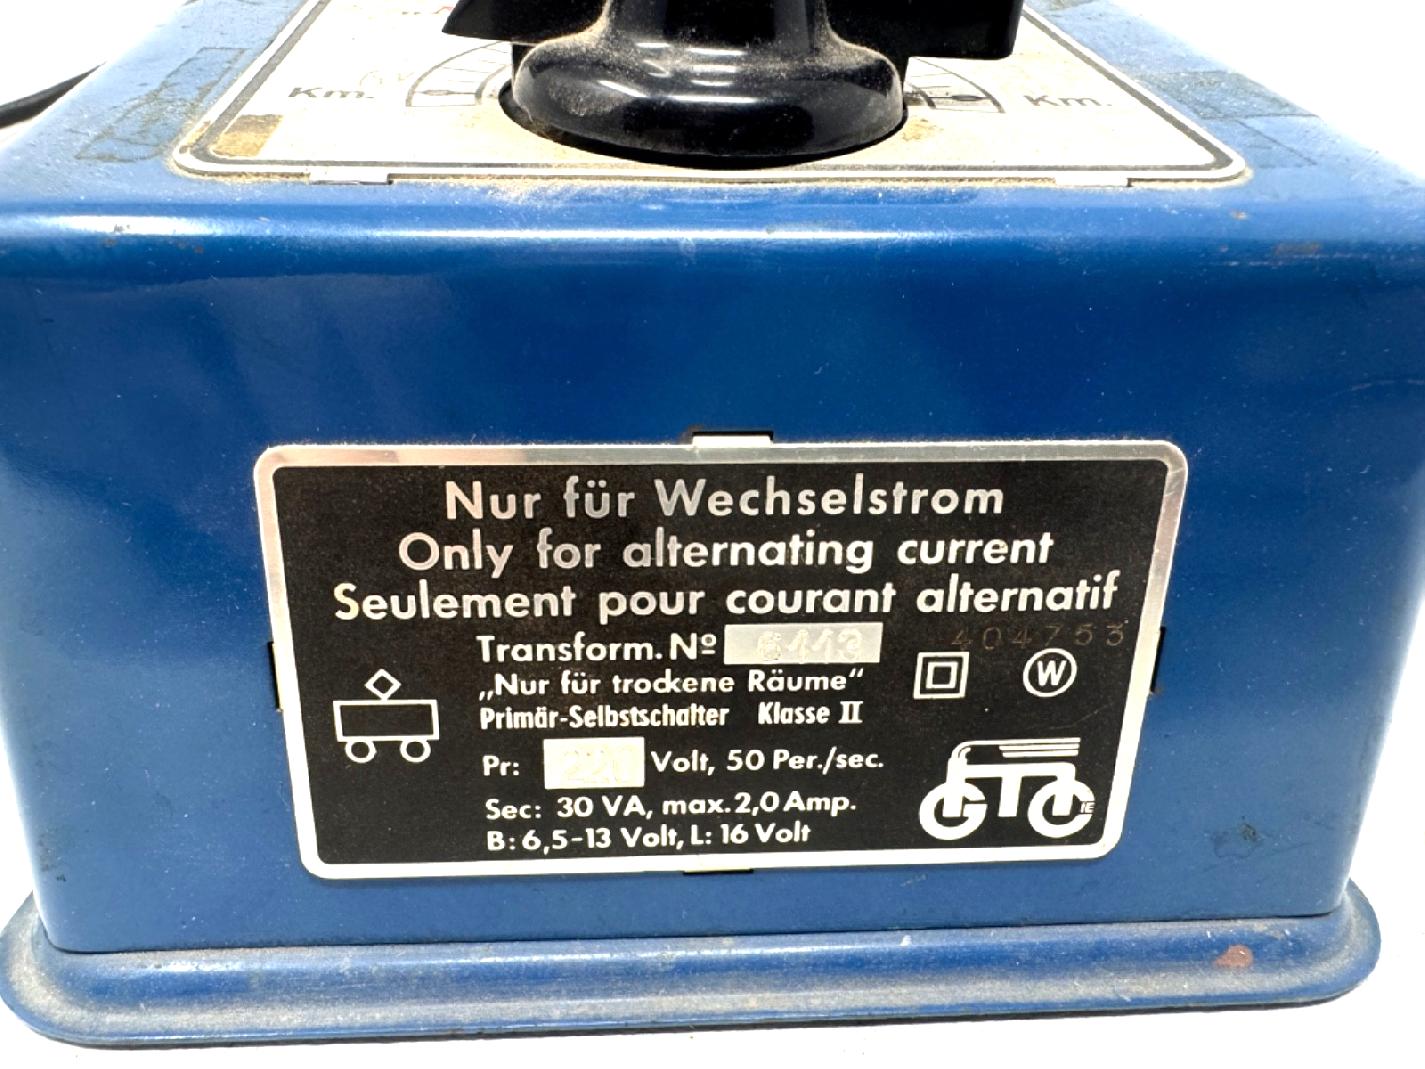 Km. Km.
Nur für Wechselstrom
Only for alternating current
Seulement pour courant alternatif
Transform. Nº 6113 404753
„Nur für trockene Räume“ W
Primär-Selbstschalter Klasse II
Pr: 220 Volt, 50 Per./sec.
Sec: 30 VA, max. 2,0 Amp.
B: 6,5-13 Volt, L: 16 Volt